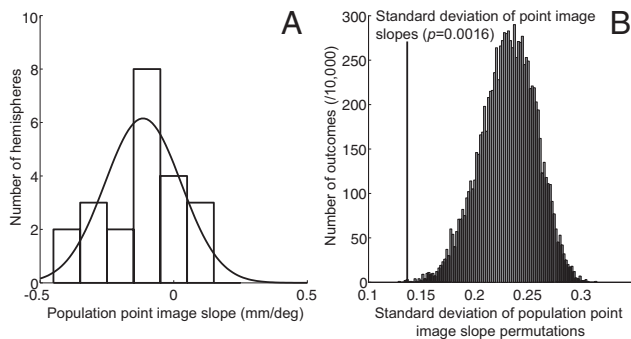 A
10
8
6
4
2
0
Number of hemispheres
-0.5
0
0.5
Population point image slope (mm/deg)
B
Standard deviation of point image
slopes (p=0.0016)
300
250
200
150
100
50
0
Number of outcomes (/10,000)
0.1
0.15
0.2
0.25
0.3
Standard deviation of population point
image slope permutations